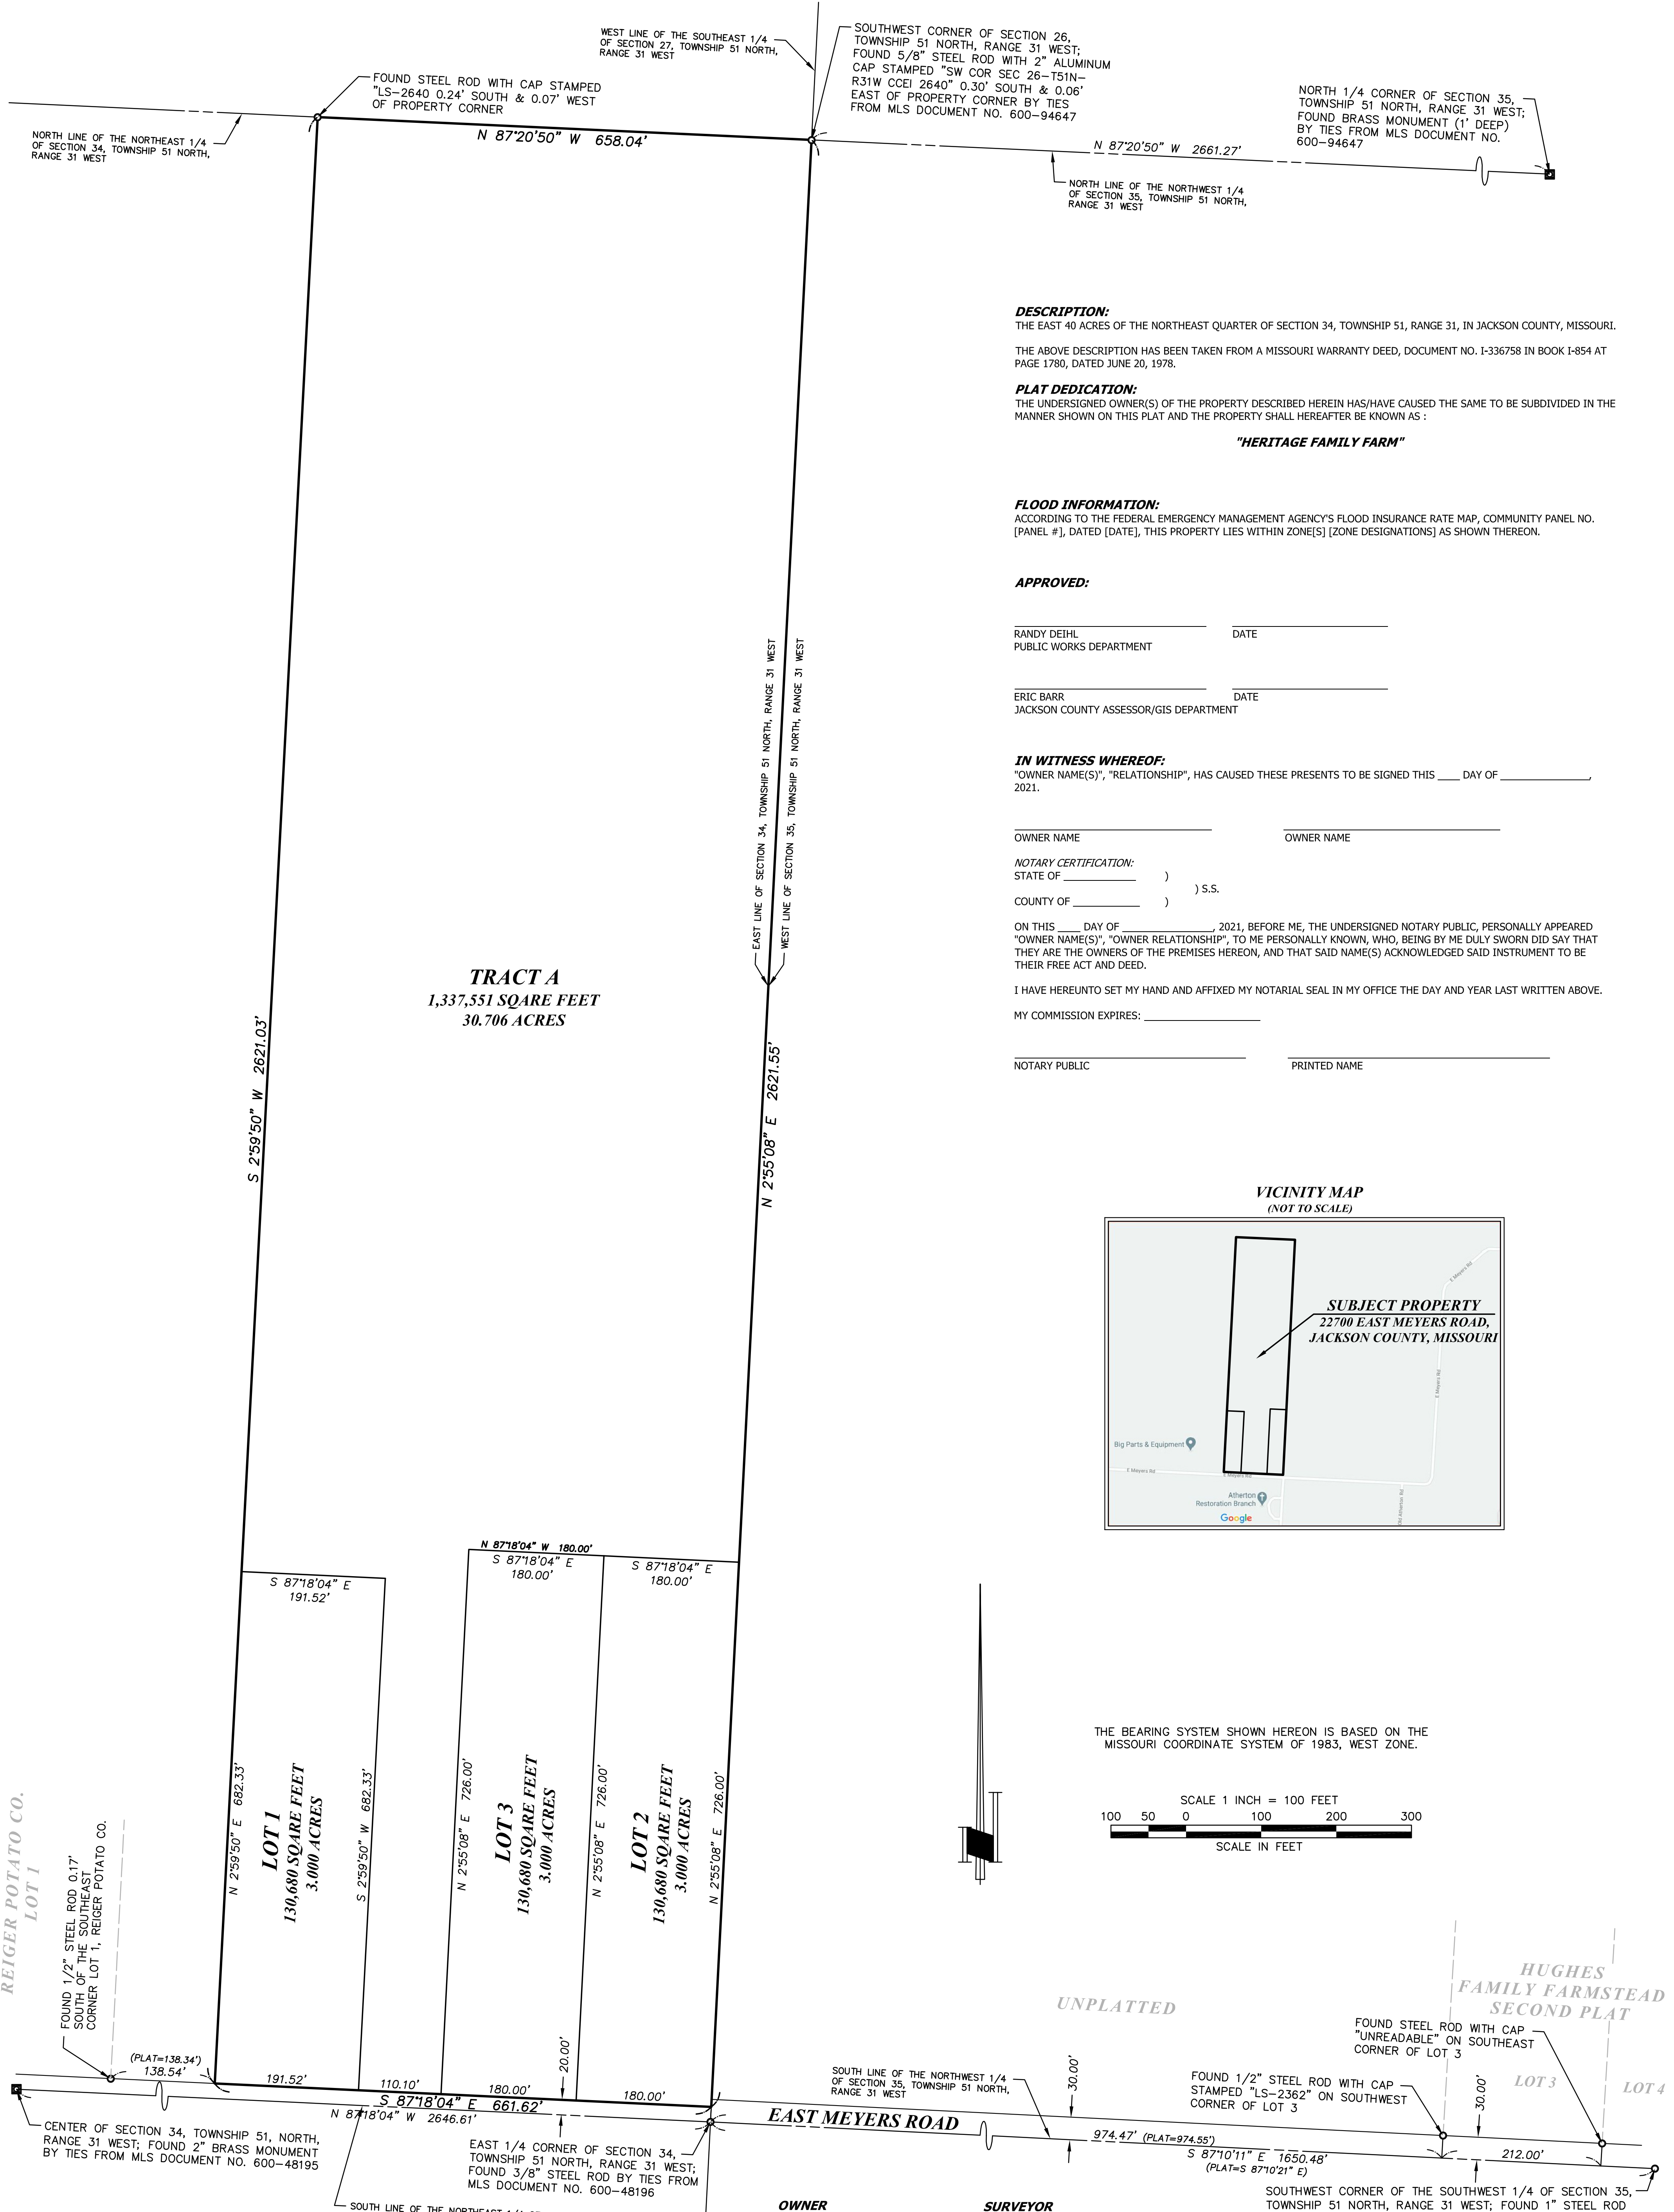 WEST LINE OF THE SOUTHEAST 1/4
OF SECTION 27, TOWNSHIP 51 NORTH,
RANGE 31 WEST
SOUTHWEST CORNER OF SECTION 26,
TOWNSHIP 51 NORTH, RANGE 31 WEST;
FOUND 5/8" STEEL ROD WITH 2" ALUMINUM
CAP STAMPED "SW COR SEC 26-T51N-
R31W CCEI 2640" 0.30' SOUTH & 0.06'
EAST OF PROPERTY CORNER BY TIES
FROM MLS DOCUMENT NO. 600-94647
FOUND STEEL ROD WITH CAP STAMPED
"LS-2640 0.24' SOUTH & 0.07' WEST
OF PROPERTY CORNER
NORTH 1/4 CORNER OF SECTION 35,
TOWNSHIP 51 NORTH, RANGE 31 WEST;
FOUND BRASS MONUMENT (1' DEEP)
BY TIES FROM MLS DOCUMENT NO.
600-94647
NORTH LINE OF THE NORTHEAST 1/4
OF SECTION 34, TOWNSHIP 51 NORTH,
RANGE 31 WEST
N 87°20'50" W 658.04'
N 87°20'50" W 2661.27'
NORTH LINE OF THE NORTHWEST 1/4
OF SECTION 35, TOWNSHIP 51 NORTH,
RANGE 31 WEST
DESCRIPTION:
THE EAST 40 ACRES OF THE NORTHEAST QUARTER OF SECTION 34, TOWNSHIP 51, RANGE 31, IN JACKSON COUNTY, MISSOURI.
THE ABOVE DESCRIPTION HAS BEEN TAKEN FROM A MISSOURI WARRANTY DEED, DOCUMENT NO. I-336758 IN BOOK I-854 AT
PAGE 1780, DATED JUNE 20, 1978.
PLAT DEDICATION:
THE UNDERSIGNED OWNER(S) OF THE PROPERTY DESCRIBED HEREIN HAS/HAVE CAUSED THE SAME TO BE SUBDIVIDED IN THE
MANNER SHOWN ON THIS PLAT AND THE PROPERTY SHALL HEREAFTER BE KNOWN AS :
"HERITAGE FAMILY FARM"
FLOOD INFORMATION:
ACCORDING TO THE FEDERAL EMERGENCY MANAGEMENT AGENCY'S FLOOD INSURANCE RATE MAP, COMMUNITY PANEL NO.
[PANEL #], DATED [DATE], THIS PROPERTY LIES WITHIN ZONE[S] [ZONE DESIGNATIONS] AS SHOWN THEREON.
APPROVED:
RANDY DEIHL DATE
PUBLIC WORKS DEPARTMENT
ERIC BARR DATE
JACKSON COUNTY ASSESSOR/GIS DEPARTMENT
IN WITNESS WHEREOF:
"OWNER NAME(S)", "RELATIONSHIP", HAS CAUSED THESE PRESENTS TO BE SIGNED THIS ____ DAY OF ________________,
2021.
OWNER NAME OWNER NAME
NOTARY CERTIFICATION:
STATE OF _____________ )
) S.S.
COUNTY OF ____________ )
ON THIS ____ DAY OF ________________, 2021, BEFORE ME, THE UNDERSIGNED NOTARY PUBLIC, PERSONALLY APPEARED
"OWNER NAME(S)", "OWNER RELATIONSHIP", TO ME PERSONALLY KNOWN, WHO, BEING BY ME DULY SWORN DID SAY THAT
THEY ARE THE OWNERS OF THE PREMISES HEREON, AND THAT SAID NAME(S) ACKNOWLEDGED SAID INSTRUMENT TO BE
THEIR FREE ACT AND DEED.
I HAVE HEREUNTO SET MY HAND AND AFFIXED MY NOTARIAL SEAL IN MY OFFICE THE DAY AND YEAR LAST WRITTEN ABOVE.
MY COMMISSION EXPIRES: _____________________
NOTARY PUBLIC PRINTED NAME
EAST LINE OF SECTION 34, TOWNSHIP 51 NORTH, RANGE 31 WEST
WEST LINE OF SECTION 35, TOWNSHIP 51 NORTH, RANGE 31 WEST
TRACT A
1,337,551 SQARE FEET
30.706 ACRES
S 2°59'50" W 2621.03'
N 2°55'08" E 2621.55'
VICINITY MAP
(NOT TO SCALE)
SUBJECT PROPERTY
22700 EAST MEYERS ROAD,
JACKSON COUNTY, MISSOURI
E Meyers Rd
E Meyers Rd
Big Parts & Equipment
E Meyers Rd
E Meyers Rd
Atherton
Restoration Branch
Old Atherton Rd
Google
N 87°18'04" W 180.00'
S 87°18'04" E
191.52'
S 87°18'04" E
180.00'
S 87°18'04" E
180.00'
THE BEARING SYSTEM SHOWN HEREON IS BASED ON THE
MISSOURI COORDINATE SYSTEM OF 1983, WEST ZONE.
SCALE 1 INCH = 100 FEET
100 50 0 100 200 300
SCALE IN FEET
REIGER POTATO CO.
LOT 1
FOUND 1/2" STEEL ROD 0.17'
SOUTH OF THE SOUTHEAST
CORNER LOT 1, REIGER POTATO CO.
N 2°59'50" E 682.33'
LOT 1
130,680 SQARE FEET
3.000 ACRES
S 2°59'50" W 682.33'
N 2°55'08" E 726.00'
LOT 3
130,680 SQARE FEET
3.000 ACRES
N 2°55'08" E 726.00'
LOT 2
130,680 SQARE FEET
3.000 ACRES
N 2°55'08" E 726.00'
(PLAT=138.34')
138.54'
191.52'
110.10'
180.00'
20.00'
180.00'
S 87°18'04" E 661.62'
N 87°18'04" W 2646.61'
CENTER OF SECTION 34, TOWNSHIP 51, NORTH,
RANGE 31 WEST; FOUND 2" BRASS MONUMENT
BY TIES FROM MLS DOCUMENT NO. 600-48195
EAST 1/4 CORNER OF SECTION 34,
TOWNSHIP 51 NORTH, RANGE 31 WEST;
FOUND 3/8" STEEL ROD BY TIES FROM
MLS DOCUMENT NO. 600-48196
UNPLATTED
SOUTH LINE OF THE NORTHWEST 1/4
OF SECTION 35, TOWNSHIP 51 NORTH,
RANGE 31 WEST
EAST MEYERS ROAD
30.00'
974.47' (PLAT=974.55')
S 87°10'11" E 1650.48'
(PLAT=S 87°10'21" E)
HUGHES
FAMILY FARMSTEAD
SECOND PLAT
LOT 3
LOT 4
FOUND STEEL ROD WITH CAP
"UNREADABLE" ON SOUTHEAST
CORNER OF LOT 3
FOUND 1/2" STEEL ROD WITH CAP
STAMPED "LS-2362" ON SOUTHWEST
CORNER OF LOT 3
30.00'
212.00'
SOUTHWEST CORNER OF THE SOUTHWEST 1/4 OF SECTION 35,
TOWNSHIP 51 NORTH, RANGE 31 WEST; FOUND 1" STEEL ROD
OWNER
SURVEYOR
SOUTH LINE OF THE NORTHEAST 1/4